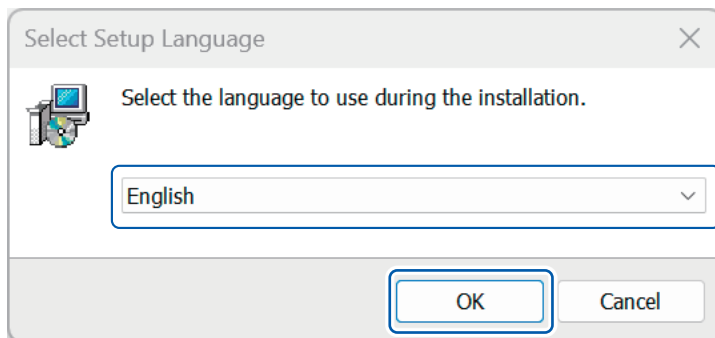 Select Setup Language
Select the language to use during the installation.
English
OK
Cancel